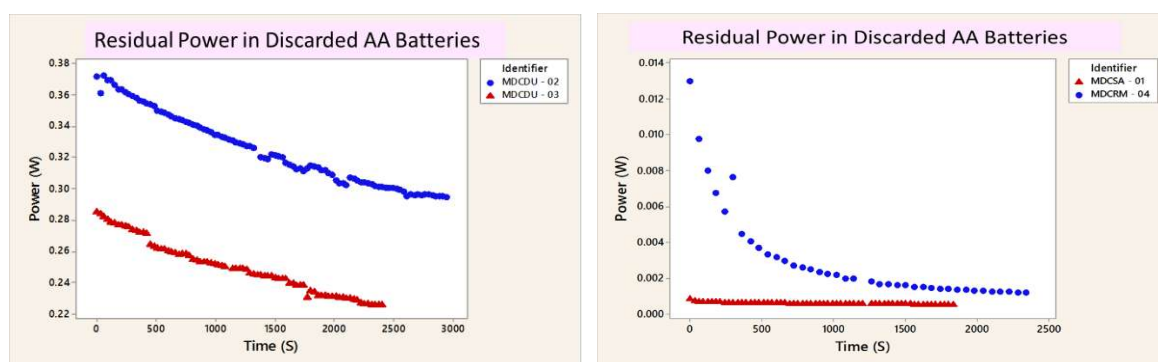 Residual Power in Discarded AA Batteries
0.38
0.36
0.34
0.32
0.30
0.28
0.26
0.24
0.22
Power (W)
0
500
1000
1500
2000
2500
3000
Time (S)
Identifier
MDCDU - 02
MDCDU - 03
Residual Power in Discarded AA Batteries
0.014
0.012
0.010
0.008
0.006
0.004
0.002
0.000
Power (W)
0
500
1000
1500
2000
2500
Time (S)
Identifier
MDCSA - 01
MDCRM - 04